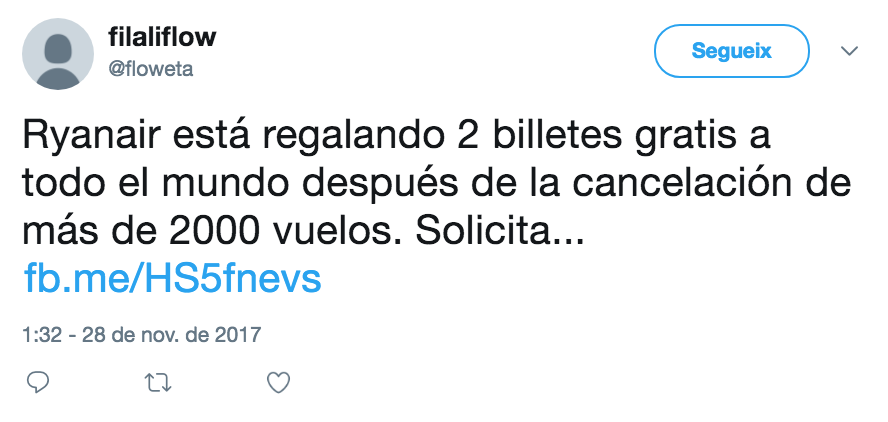 filaliflow
@floweta
Segueix
Ryanair está regalando 2 billetes gratis a
todo el mundo después de la cancelación de
más de 2000 vuelos. Solicita...
fb.me/HS5fnevs
1:32 - 28 de nov. de 2017